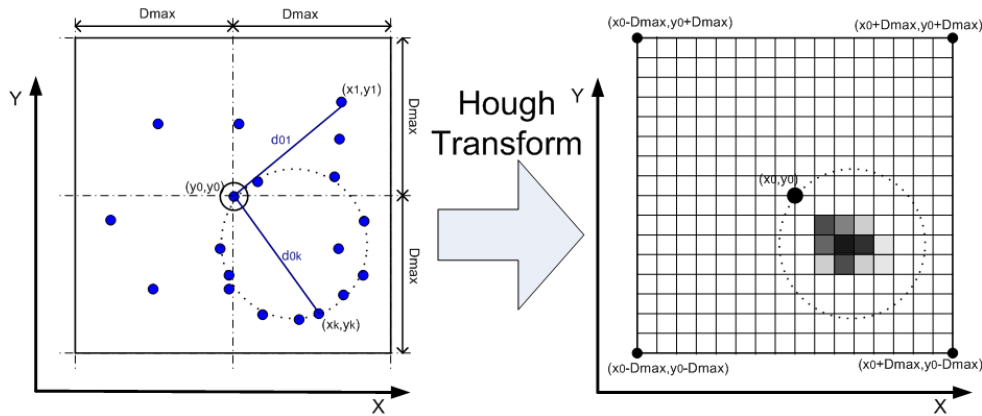 Dmax Dmax
Y
(x1,y1)
Dmax
d01
(y0,y0)
d0k
Dmax
(xk,yk)
X
Hough
Transform
(x0-Dmax,y0+Dmax)
(x0+Dmax,y0+Dmax)
Y
(x0,y0)
(x0-Dmax,y0-Dmax)
(x0+Dmax,y0-Dmax)
X